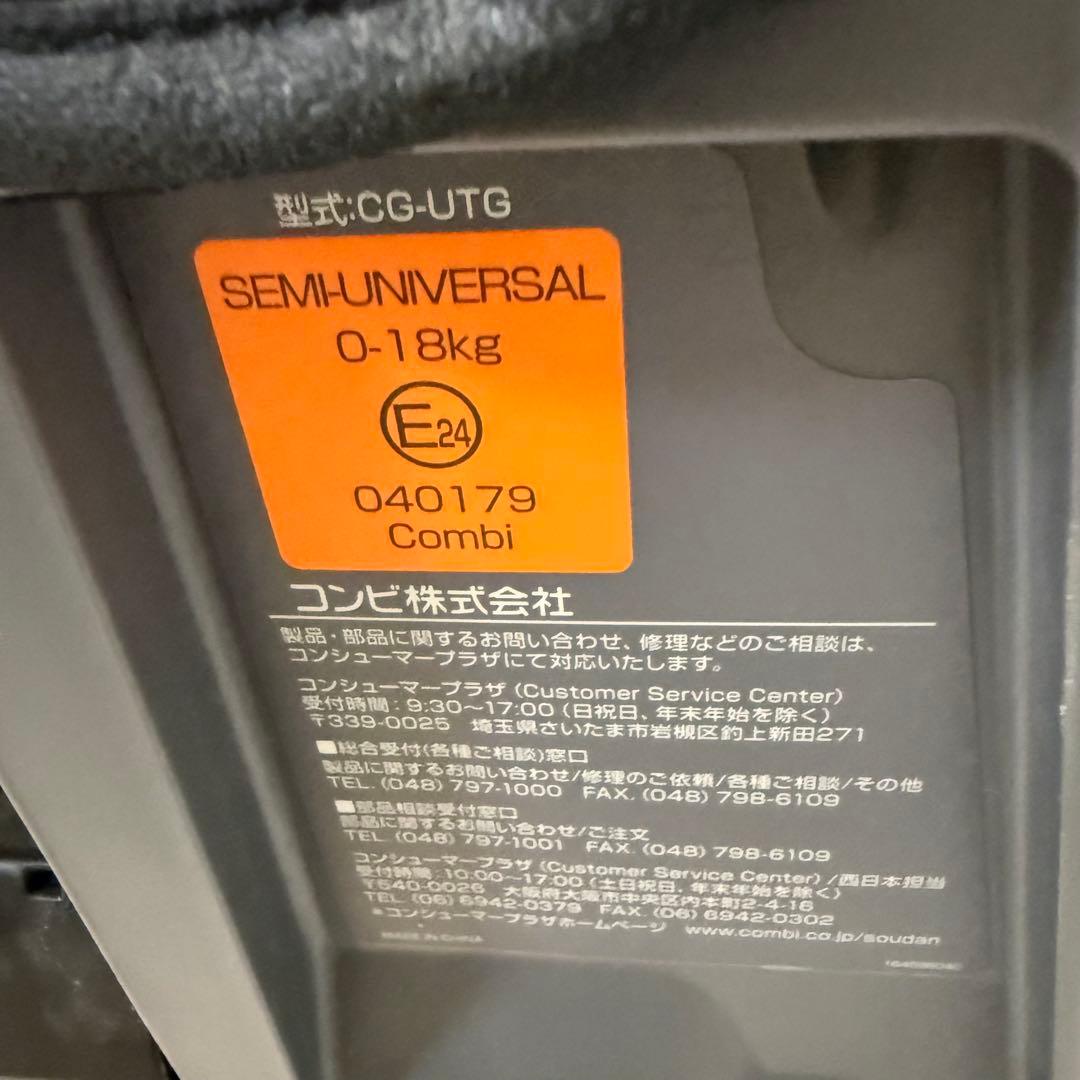 型式:CG-UTG
SEMI-UNIVERSAL
0-18kg
E24
040179
Combi
コンビ株式会社
製品・部品に関するお問い合わせ、修理などのご相談は、
コンシューマープラザにて対応いたします。
コンシューマープラザ (Customer Service Center)
受付時間:9:30〜17:00 (日祝日、年末年始を除く)
〒339-0025 埼玉県さいたま市岩槻区釣上新田271
■総合受付(各種ご相談)窓口
製品に関するお問い合わせ/修理のご依頼/各種ご相談/その他
TEL. (048) 797-1000 FAX. (048) 798-6109
■部品相談受付窓口
部品に関するお問い合わせ/ご注文
TEL. (048) 797-1001 FAX. (048) 798-6109
コンシューマープラザ (Customer Service Center) /西日本担当
受付時間:10:00〜17:00 (土日祝日、年末年始を除く)
〒540-0026 大阪府大阪市中央区内本町2-4-16
TEL. (06) 6942-0379 FAX. (06) 6942-0302
※コンシューマープラザホームページ www.combi.co.jp/soudan
MADE IN CHINA